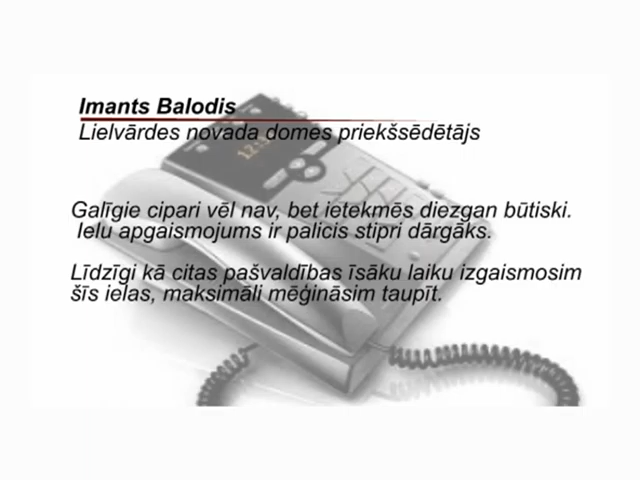 Imants Balodis
Lielvārdes novada domes priekšsēdētājs
Galīgie cipari vēl nav, bet ietekmēs diezgan būtiski.
Ielu apgaismojums ir palicis stipri dārgāks.
Līdzīgi kā citas pašvaldības īsāku laiku izgaismosim
šīs ielas, maksimāli mēģināsim taupīt.